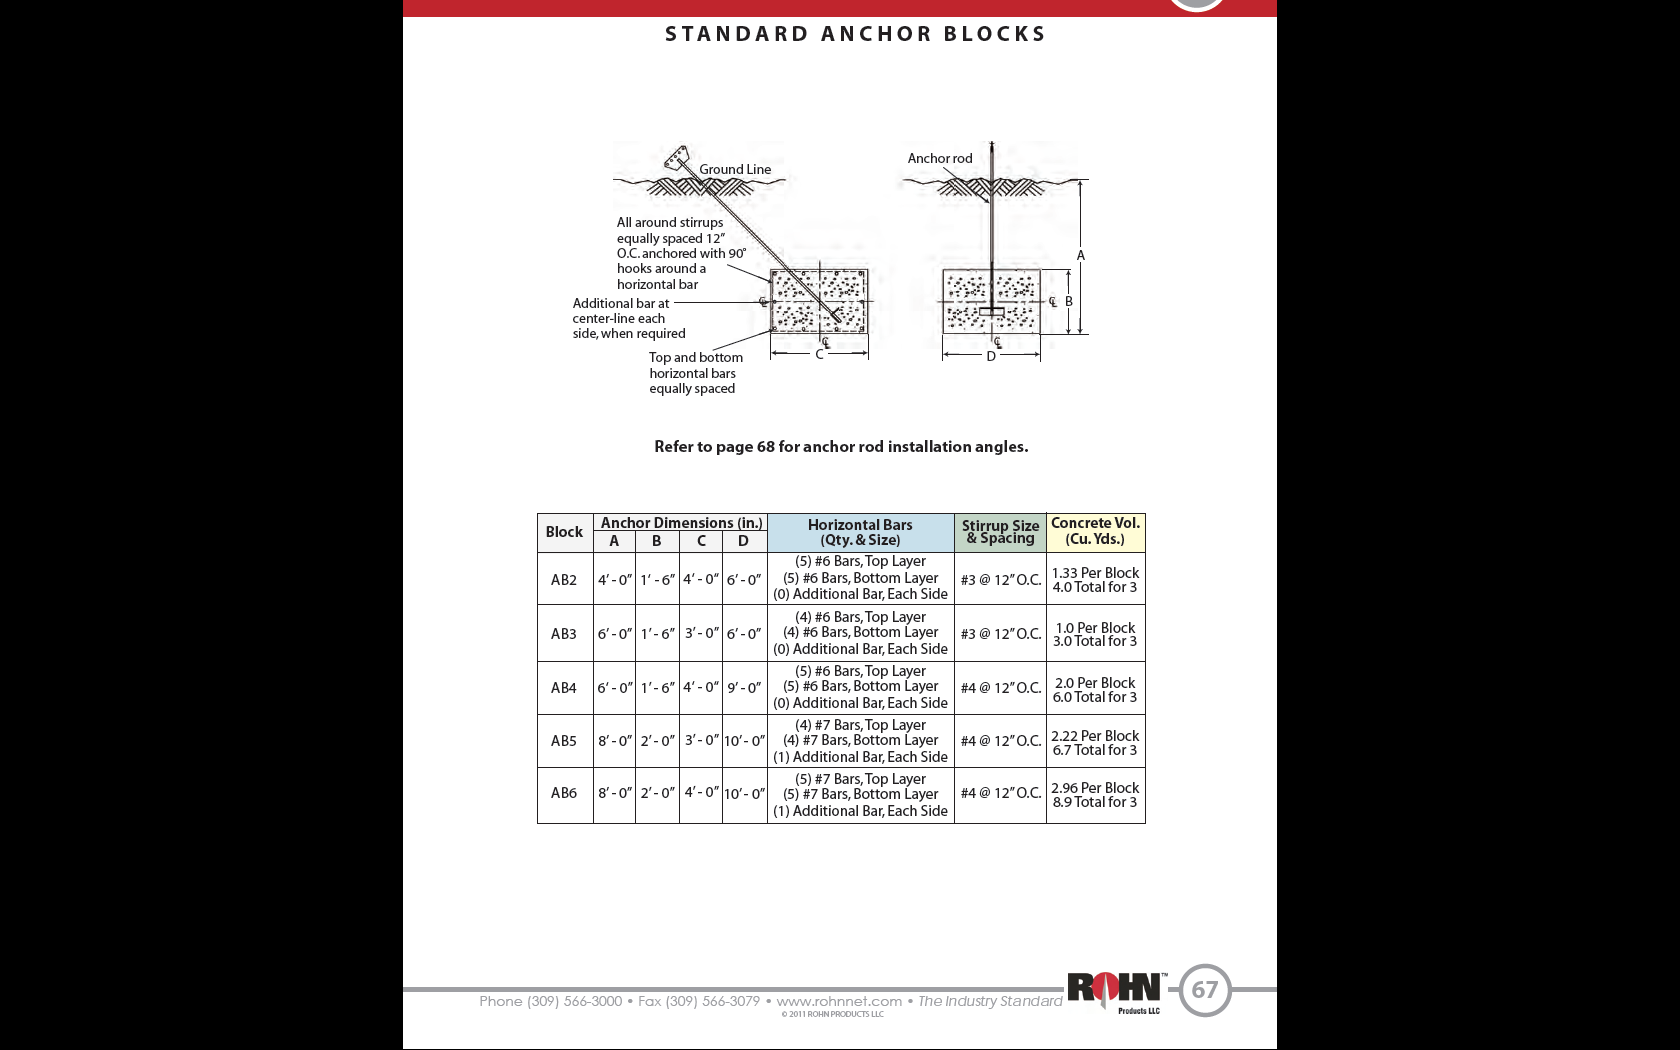 STANDARD ANCHOR BLOCKS
Ground Line
Anchor rod
All around stirrups
equally spaced 12”
O.C. anchored with 90°
hooks around a
horizontal bar
Additional bar at
center-line each
side, when required
Top and bottom
horizontal bars
equally spaced
℄
℄
C
A
℄ B
℄
D
Refer to page 68 for anchor rod installation angles.
Block Anchor Dimensions (in.) Horizontal Bars (Qty. & Size) Stirrup Size & Spacing Concrete Vol. (Cu. Yds.)
A B C D
(5) #6 Bars, Top Layer
AB2 4’ - 0” 1’ - 6” 4’ - 0” 6’ - 0” (5) #6 Bars, Bottom Layer #3 @ 12” O.C. 1.33 Per Block
(0) Additional Bar, Each Side 4.0 Total for 3
(4) #6 Bars, Top Layer
AB3 6’ - 0” 1’ - 6” 3’ - 0” 6’ - 0” (4) #6 Bars, Bottom Layer #3 @ 12” O.C. 1.0 Per Block
(0) Additional Bar, Each Side 3.0 Total for 3
(5) #6 Bars, Top Layer
AB4 6’ - 0” 1’ - 6” 4’ - 0” 9’ - 0” (5) #6 Bars, Bottom Layer #4 @ 12” O.C. 2.0 Per Block
(0) Additional Bar, Each Side 6.0 Total for 3
(4) #7 Bars, Top Layer
AB5 8’ - 0” 2’ - 0” 3’ - 0” 10’ - 0” (4) #7 Bars, Bottom Layer #4 @ 12” O.C. 2.22 Per Block
(1) Additional Bar, Each Side 6.7 Total for 3
(5) #7 Bars, Top Layer
AB6 8’ - 0” 2’ - 0” 4’ - 0” 10’ - 0” (5) #7 Bars, Bottom Layer #4 @ 12” O.C. 2.96 Per Block
(1) Additional Bar, Each Side 8.9 Total for 3
Phone (309) 566-3000 • Fax (309) 566-3079 • www.rohnnet.com • The Industry Standard
© 2011 ROHN PRODUCTS LLC
ROHN™
Products LLC
67